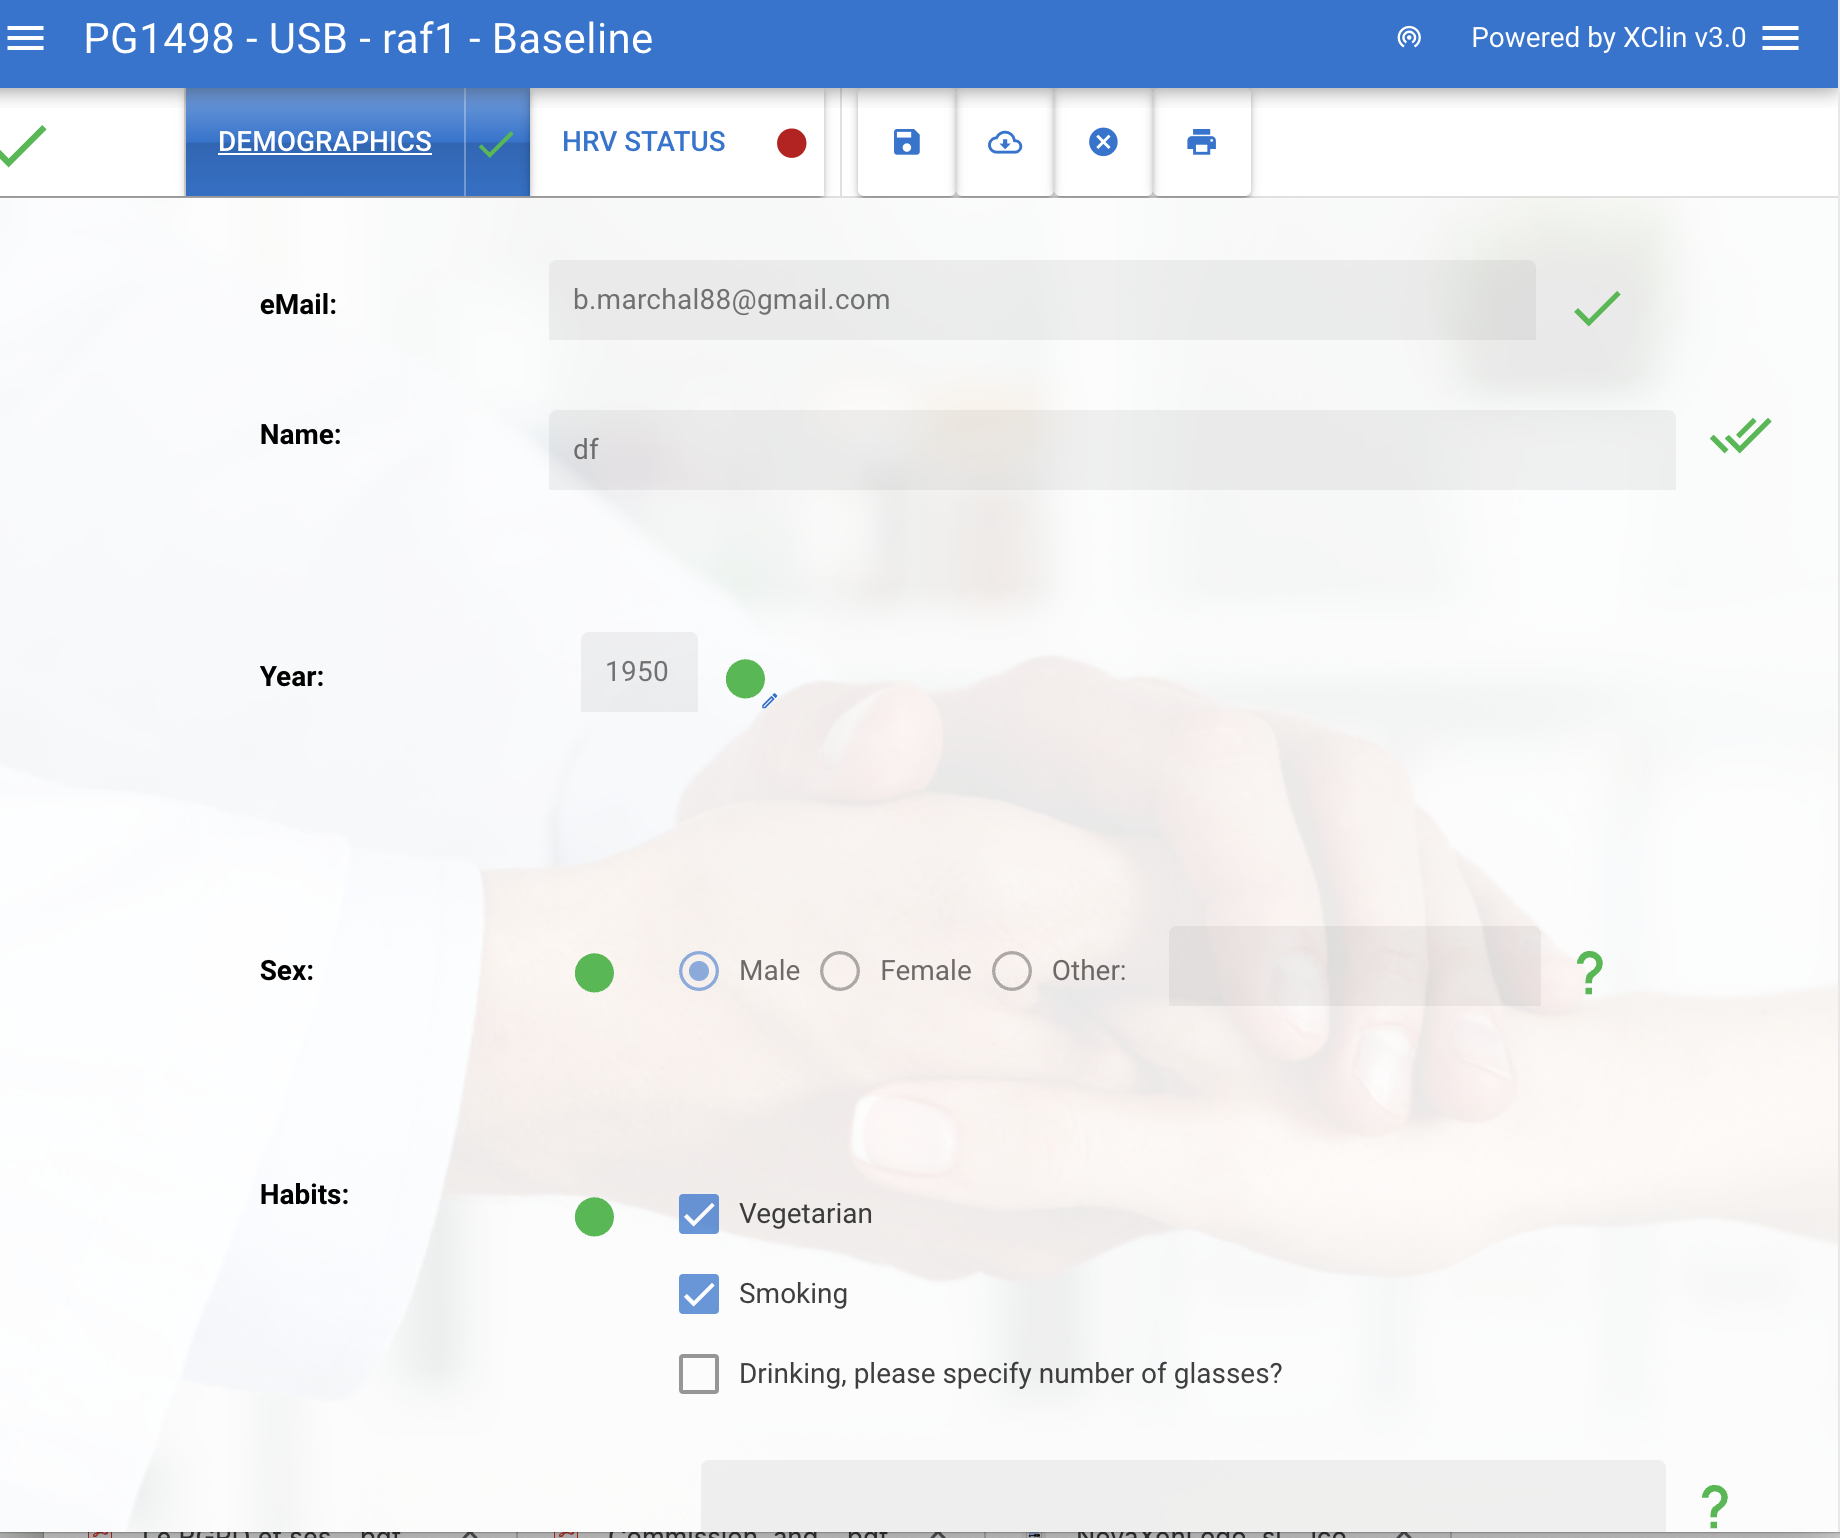 PG1498 - USB - raf1 - Baseline
Powered by XClin v3.0
DEMOGRAPHICS
HRV STATUS
eMail:
b.marchal88@gmail.com
Name:
df
Year:
1950
Sex:
Male
Female
Other:
?
Habits:
Vegetarian
Smoking
Drinking, please specify number of glasses?
?